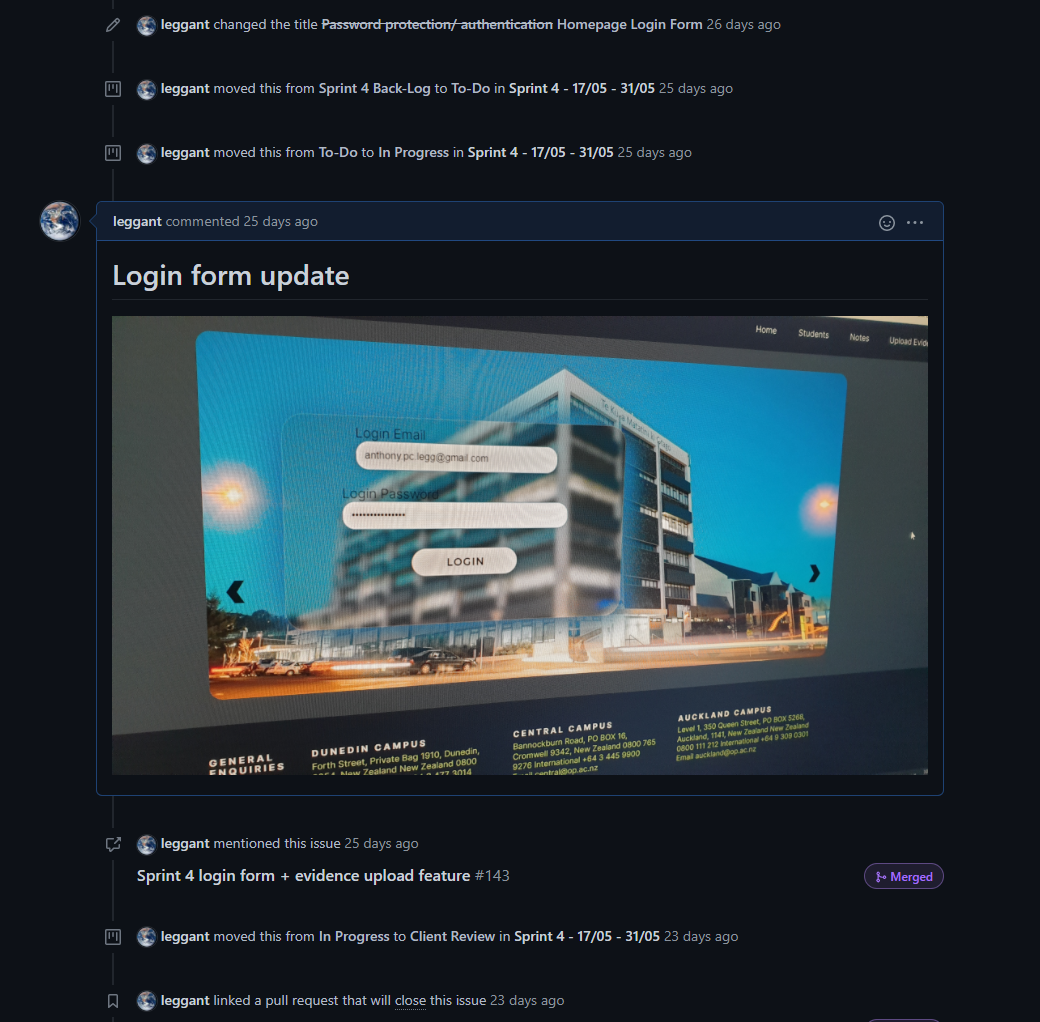 leggant changed the title Password protection/ authentication Homepage Login Form 26 days ago
leggant moved this from Sprint 4 Back-Log to To-Do in Sprint 4 - 17/05 - 31/05 25 days ago
leggant moved this from To-Do to In Progress in Sprint 4 - 17/05 - 31/05 25 days ago
leggant commented 25 days ago
Login form update
Home Students Notes Upload Evide
Login Email
anthony.pc.legg@gmail.com
Login Password
LOGIN
GENERAL
ENQUIRIES
DUNEDIN CAMPUS
Forth Street, Private Bag 1910, Dunedin,
New Zealand New Zealand 0800
477 3014
CENTRAL CAMPUS
Bannockburn Road, PO BOX 16,
Cromwell 9342, New Zealand 0800 765
9276 International +64 3 445 9900
Email central@op.ac.nz
AUCKLAND CAMPUS
Level 1, 350 Queen Street, PO BOX 5268,
Auckland, 1141, New Zealand New Zealand
0800 111 212 International +64 9 309 0301
Email auckland@op.ac.nz
leggant mentioned this issue 25 days ago
Sprint 4 login form + evidence upload feature #143
Merged
leggant moved this from In Progress to Client Review in Sprint 4 - 17/05 - 31/05 23 days ago
leggant linked a pull request that will close this issue 23 days ago